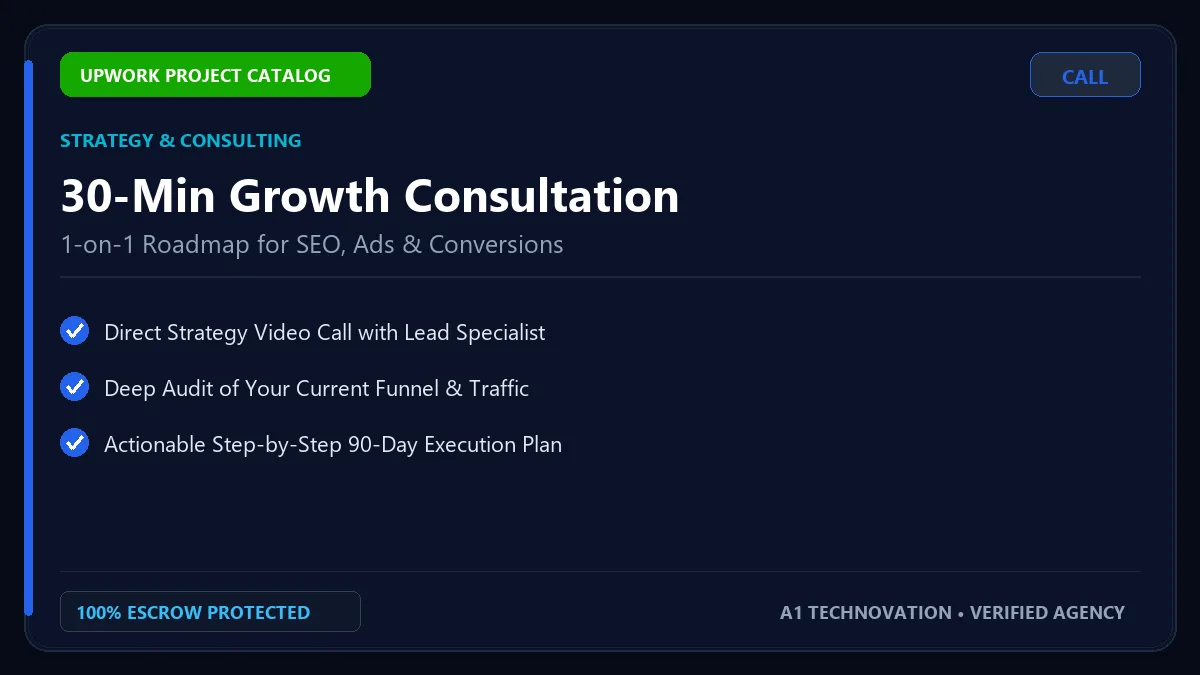 UPWORK PROJECT CATALOG
CALL
STRATEGY & CONSULTING
30-Min Growth Consultation
1-on-1 Roadmap for SEO, Ads & Conversions
Direct Strategy Video Call with Lead Specialist
Deep Audit of Your Current Funnel & Traffic
Actionable Step-by-Step 90-Day Execution Plan
100% ESCROW PROTECTED
A1 TECHNOVATION • VERIFIED AGENCY